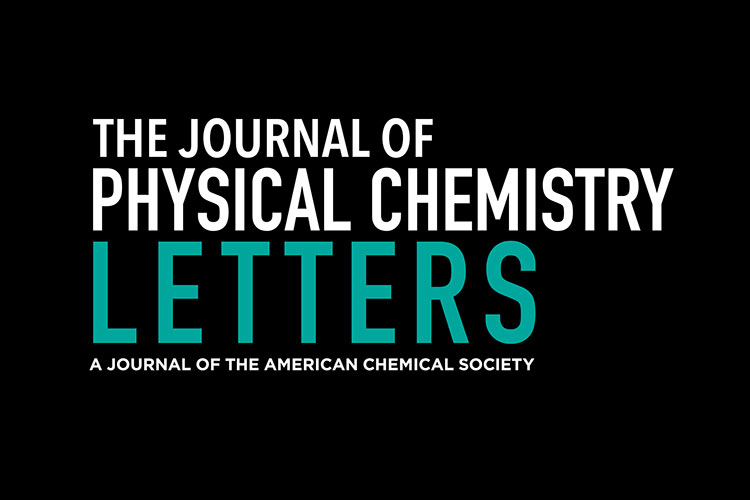 THE JOURNAL OF
PHYSICAL CHEMISTRY
LETTERS
A JOURNAL OF THE AMERICAN CHEMICAL SOCIETY